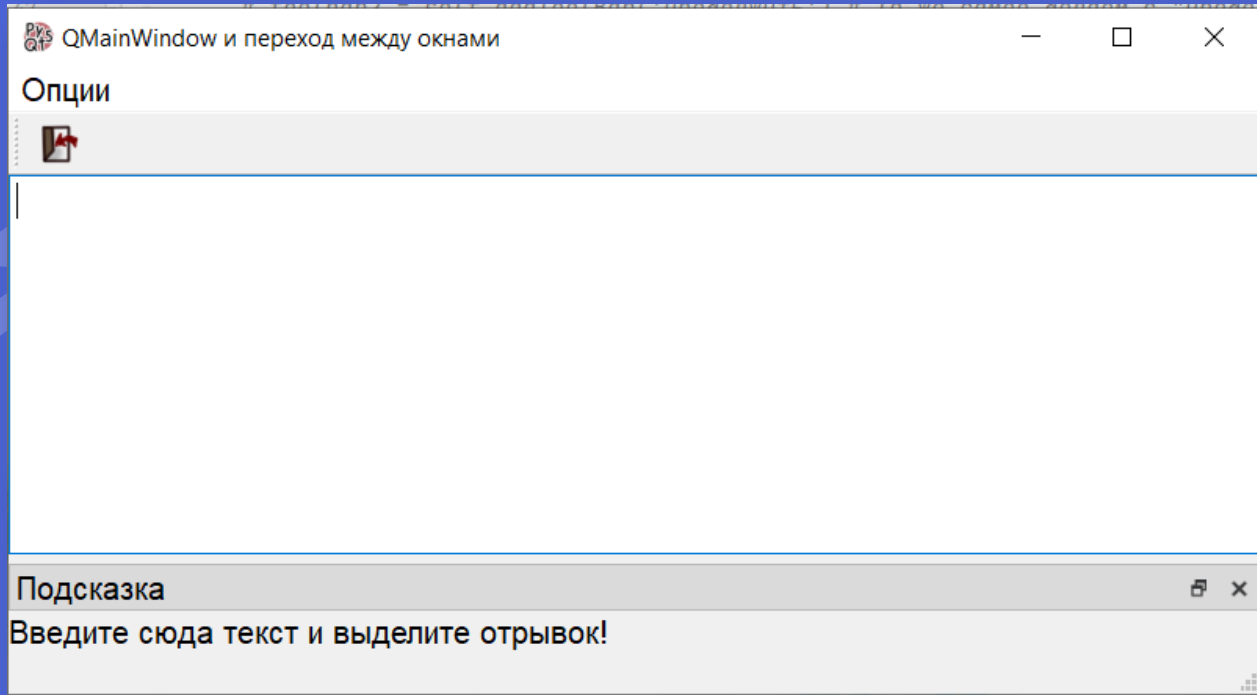 QMainWindow и переход между окнами
Опции
Подсказка
Введите сюда текст и выделите отрывок!